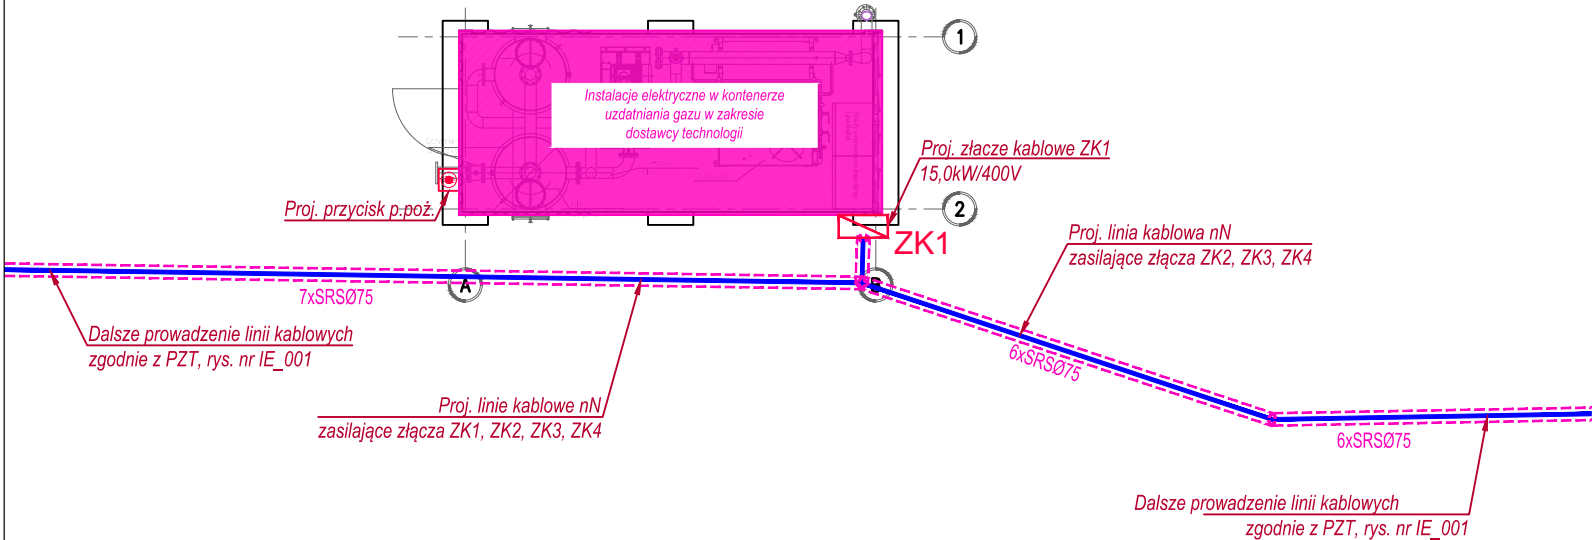 1
Instalacje elektryczne w kontenerze
uzdatniania gazu w zakresie
dostawcy technologii
Proj. złacze kablowe ZK1
15,0kW/400V
Proj. przycisk p.poż.
2
ZK1
Proj. linia kablowa nN
zasilające złącza ZK2, ZK3, ZK4
A
B
7xSRSØ75
Dalsze prowadzenie linii kablowych
zgodnie z PZT, rys. nr IE_001
6xSRSØ75
Proj. linie kablowe nN
zasilające złącza ZK1, ZK2, ZK3, ZK4
6xSRSØ75
Dalsze prowadzenie linii kablowych
zgodnie z PZT, rys. nr IE_001